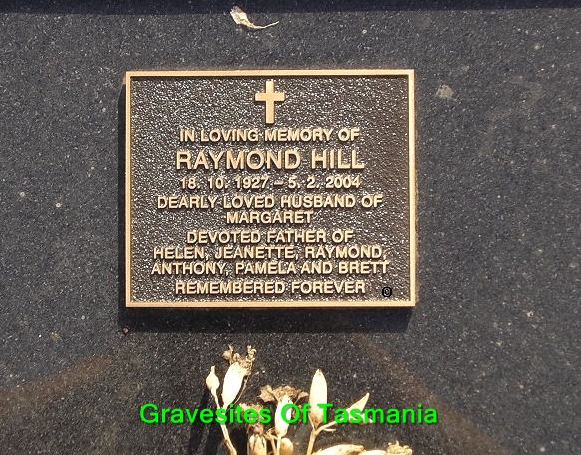 IN LOVING MEMORY OF
RAYMOND HILL
18. 10. 1927 – 5. 2. 2004
DEARLY LOVED HUSBAND OF
MARGARET
DEVOTED FATHER OF
HELEN, JEANETTE, RAYMOND,
ANTHONY, PAMELA AND BRETT
REMEMBERED FOREVER
Gravesites Of Tasmania